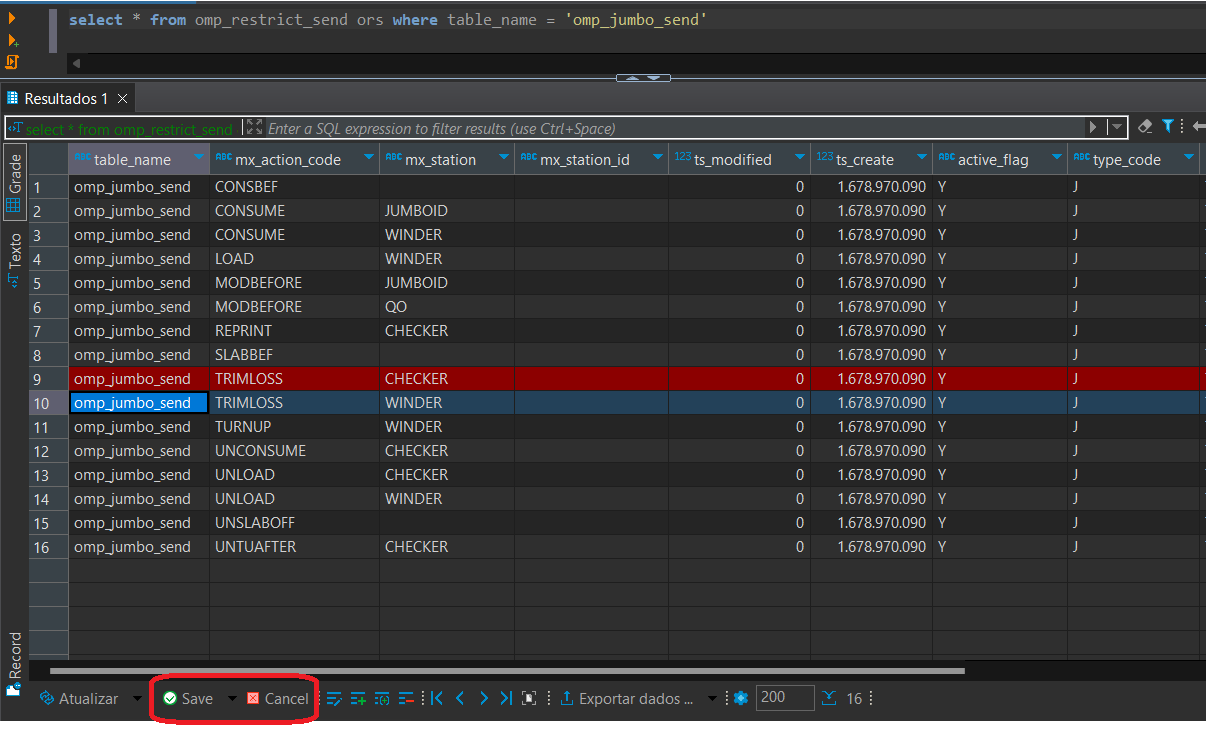 select * from omp_restrict_send ors where table_name = 'omp_jumbo_send'
Resultados 1
select * from omp_restrict_send Enter a SQL expression to filter results (use Ctrl+Space)
Grade
Texto
Record
ABC table_name ABC mx_action_code ABC mx_station ABC mx_station_id 123 ts_modified 123 ts_create ABC active_flag ABC type_code
1 omp_jumbo_send CONSBEF 0 1.678.970.090 Y J
2 omp_jumbo_send CONSUME JUMBOID 0 1.678.970.090 Y J
3 omp_jumbo_send CONSUME WINDER 0 1.678.970.090 Y J
4 omp_jumbo_send LOAD WINDER 0 1.678.970.090 Y J
5 omp_jumbo_send MODBEFORE JUMBOID 0 1.678.970.090 Y J
6 omp_jumbo_send MODBEFORE QO 0 1.678.970.090 Y J
7 omp_jumbo_send REPRINT CHECKER 0 1.678.970.090 Y J
8 omp_jumbo_send SLABBEF 0 1.678.970.090 Y J
9 omp_jumbo_send TRIMLOSS CHECKER 0 1.678.970.090 Y J
10 omp_jumbo_send TRIMLOSS WINDER 0 1.678.970.090 Y J
11 omp_jumbo_send TURNUP WINDER 0 1.678.970.090 Y J
12 omp_jumbo_send UNCONSUME CHECKER 0 1.678.970.090 Y J
13 omp_jumbo_send UNLOAD CHECKER 0 1.678.970.090 Y J
14 omp_jumbo_send UNLOAD WINDER 0 1.678.970.090 Y J
15 omp_jumbo_send UNSLABOFF 0 1.678.970.090 Y J
16 omp_jumbo_send UNTUAFTER CHECKER 0 1.678.970.090 Y J
Atualizar Save Cancel Exportar dados ... 200 16